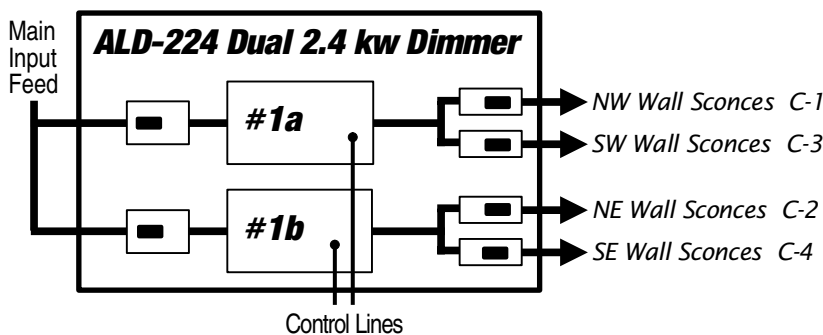 Main
Input
Feed
ALD-224 Dual 2.4 kw Dimmer
#1a
NW Wall Sconces C-1
SW Wall Sconces C-3
#1b
NE Wall Sconces C-2
SE Wall Sconces C-4
Control Lines